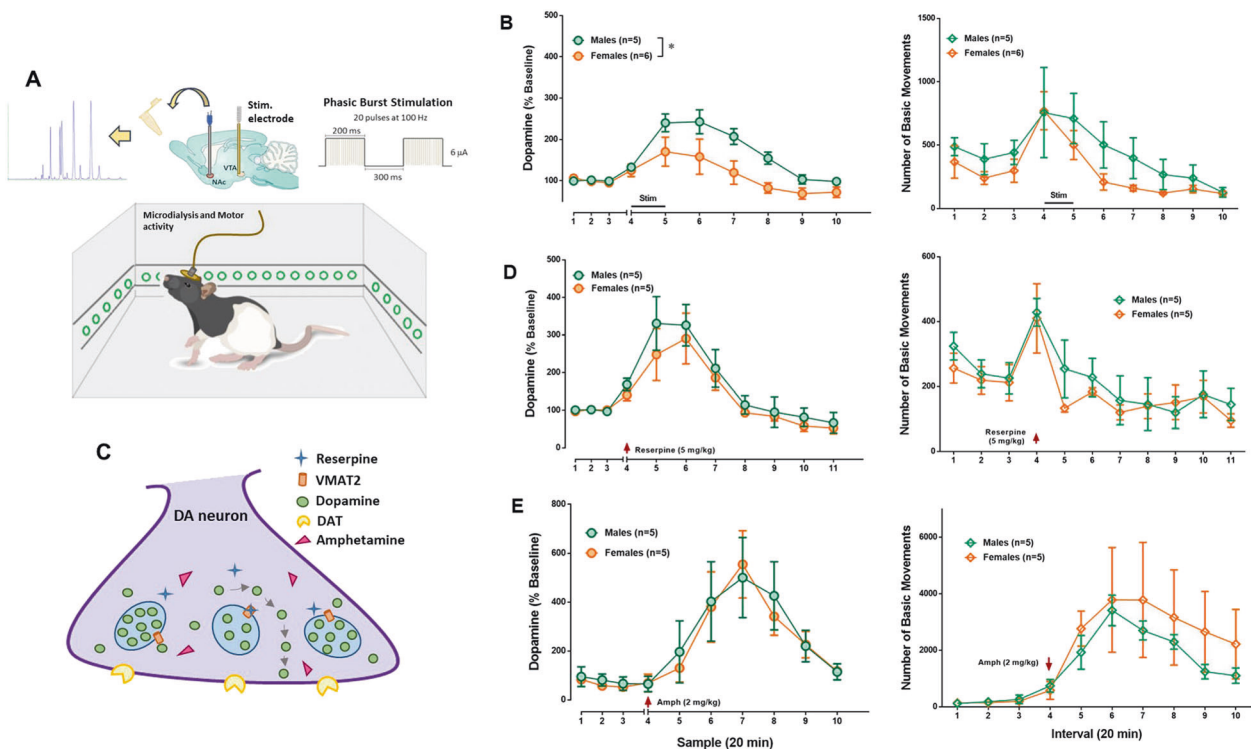 A
Stim.
electrode
VTA
NAc
Phasic Burst Stimulation
20 pulses at 100 Hz
200 ms
6 µA
300 ms
Microdialysis and Motor
activity
B
Dopamine (% Baseline)
500
400
300
200
100
Males (n=5)
Females (n=6)
*
1 2 3 4 5 6 7 8 9 10
Stim
Number of Basic Movements
1500
1000
500
0
Males (n=5)
Females (n=6)
1 2 3 4 5 6 7 8 9 10
Stim
C
DA neuron
Reserpine
VMAT2
Dopamine
DAT
Amphetamine
D
Dopamine (% Baseline)
500
400
300
200
100
0
Males (n=5)
Females (n=5)
1 2 3 4 5 6 7 8 9 10 11
Reserpine (5 mg/kg)
Number of Basic Movements
600
400
200
0
Males (n=5)
Females (n=5)
Reserpine
(5 mg/kg)
1 2 3 4 5 6 7 8 9 10 11
E
Dopamine (% Baseline)
800
600
400
200
0
Males (n=5)
Females (n=5)
1 2 3 4 5 6 7 8 9 10
Amph (2 mg/kg)
Sample (20 min)
Number of Basic Movements
6000
4000
2000
0
Males (n=5)
Females (n=5)
Amph (2 mg/kg)
1 2 3 4 5 6 7 8 9 10
Interval (20 min)